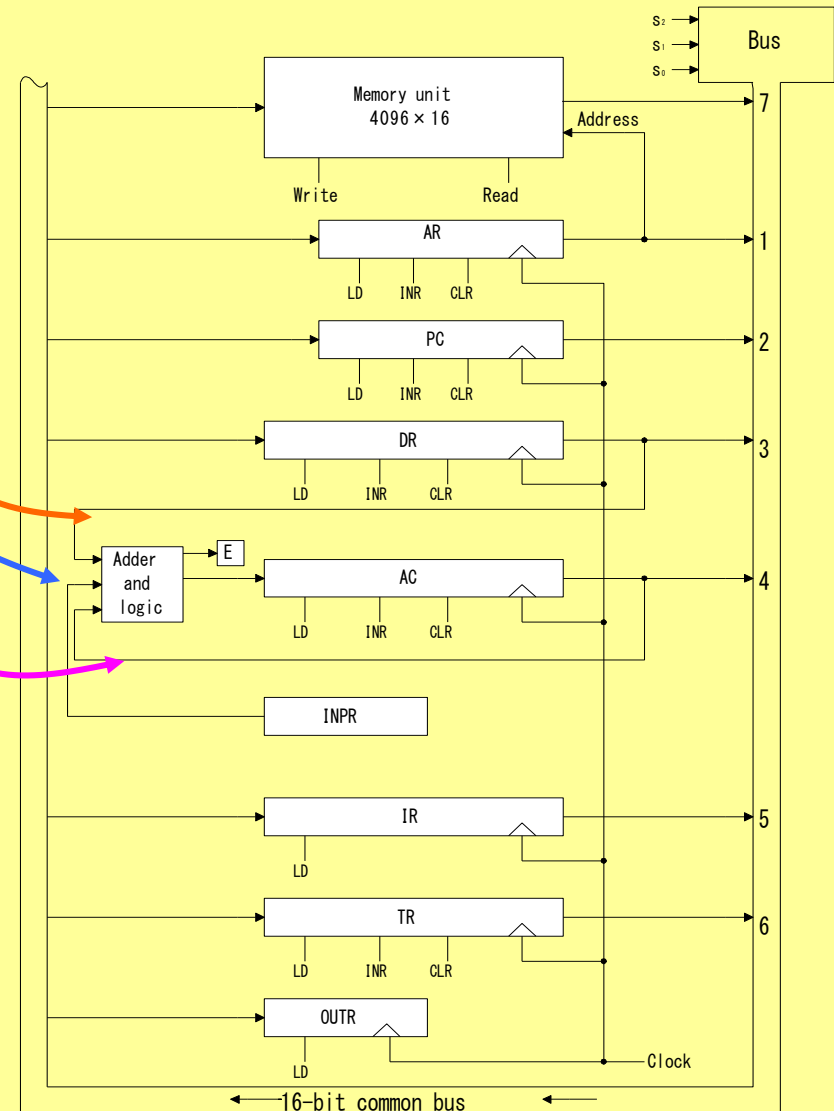 S₂
S₁
S₀
Bus
Memory unit
4096×16
7
Address
Write
Read
AR
1
LD
INR
CLR
PC
2
LD
INR
CLR
DR
3
LD
INR
CLR
Adder
and
logic
E
AC
4
LD
INR
CLR
INPR
IR
5
LD
TR
6
LD
INR
CLR
OUTR
LD
Clock
16-bit common bus